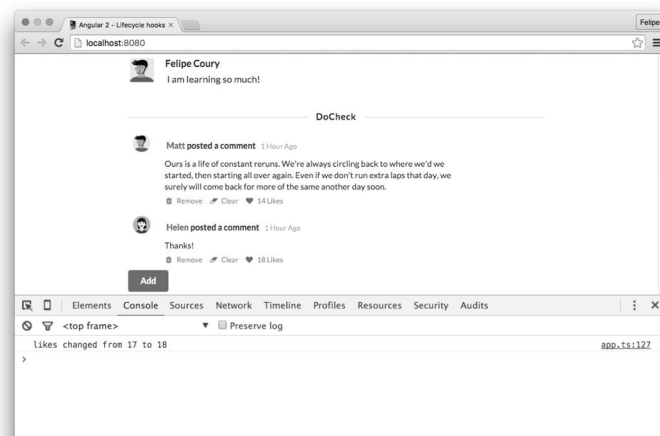 Angular 2 - Lifecycle hooks ×
Felipe
localhost:8080
Felipe Coury
I am learning so much!
DoCheck
Matt posted a comment 1 Hour Ago
Ours is a life of constant reruns. We're always circling back to where we'd we
started, then starting all over again. Even if we don't run extra laps that day, we
surely will come back for more of the same another day soon.
Remove Clear 14 Likes
Helen posted a comment 1 Hour Ago
Thanks!
Remove Clear 18 Likes
Add
Elements Console Sources Network Timeline Profiles Resources Security Audits
<top frame> ▼ Preserve log
likes changed from 17 to 18 app.ts:127
>